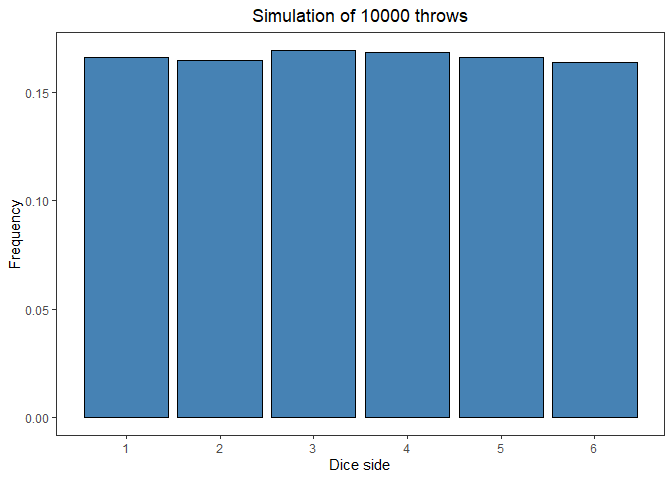 Simulation of 10000 throws
Frequency
0.15
0.10
0.05
0.00
1 2 3 4 5 6
Dice side